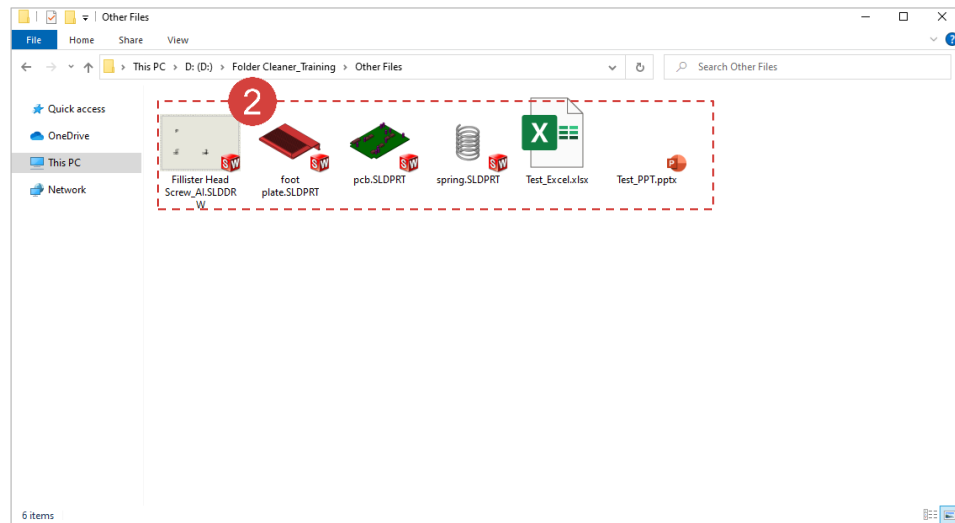 Other Files
File Home Share View
This PC > D: (D:) > Folder Cleaner_Training > Other Files
Search Other Files
Quick access
OneDrive
This PC
Network
2
Fillister Head
Screw_AI.SLDDR
W
foot
plate.SLDPRT
pcb.SLDPRT
spring.SLDPRT
Test_Excel.xlsx
Test_PPT.pptx
6 items